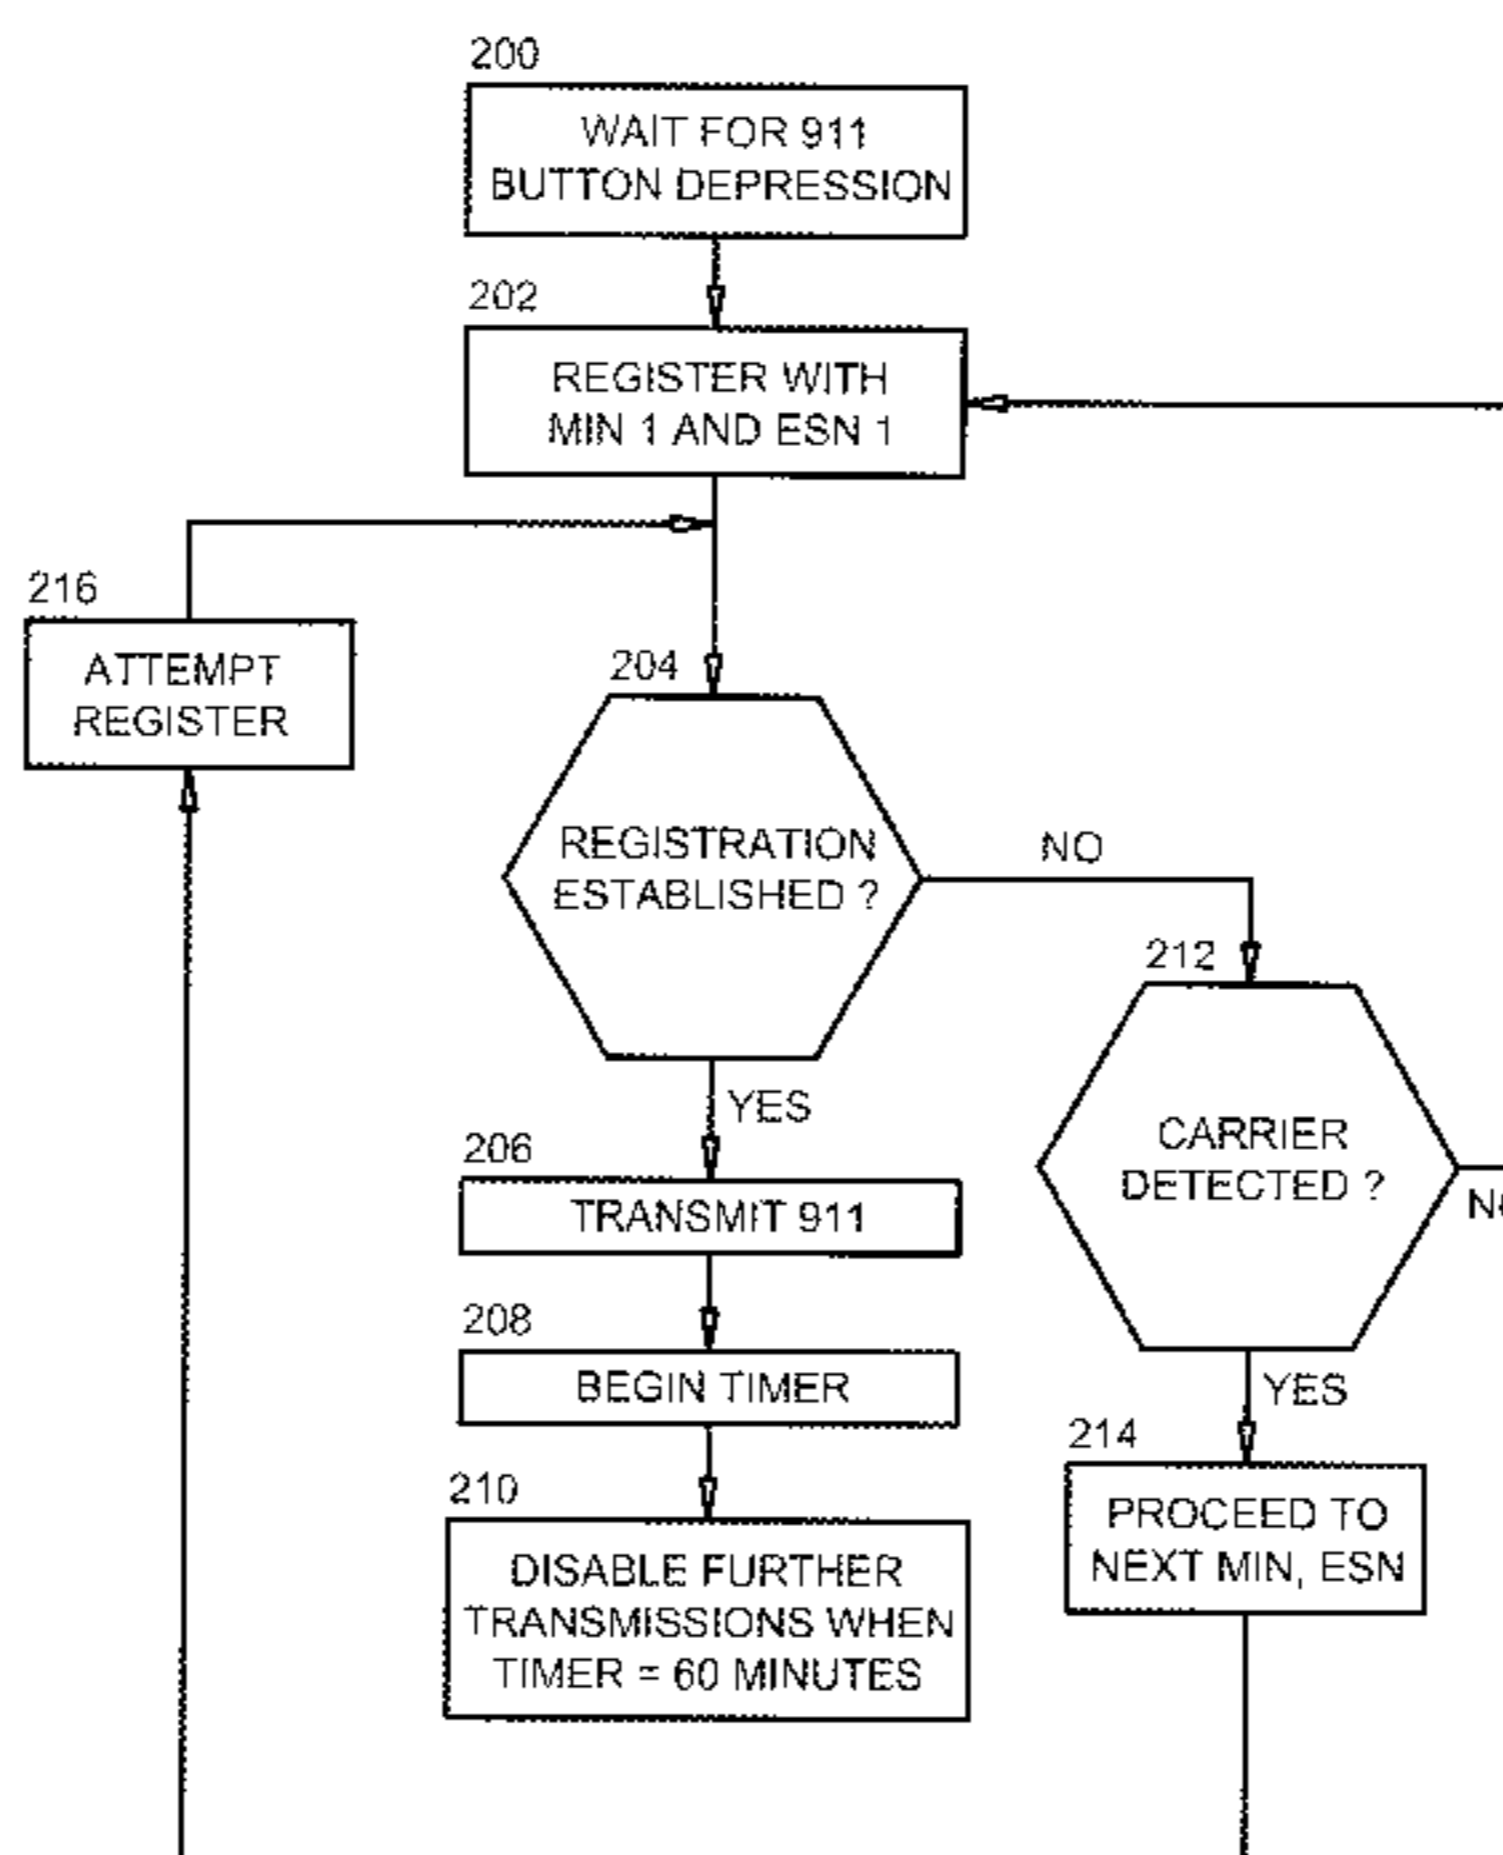 200
WAIT FOR 911
BUTTON DEPRESSION
202
REGISTER WITH
MIN 1 AND ESN 1
216
ATTEMPT
REGISTER
204
REGISTRATION
ESTABLISHED ?
NO
212
CARRIER
DETECTED ?
YES
206
TRANSMIT 911
208
BEGIN TIMER
YES
214
PROCEED TO
NEXT MIN, ESN
210
DISABLE FURTHER
TRANSMISSIONS WHEN
TIMER = 60 MINUTES